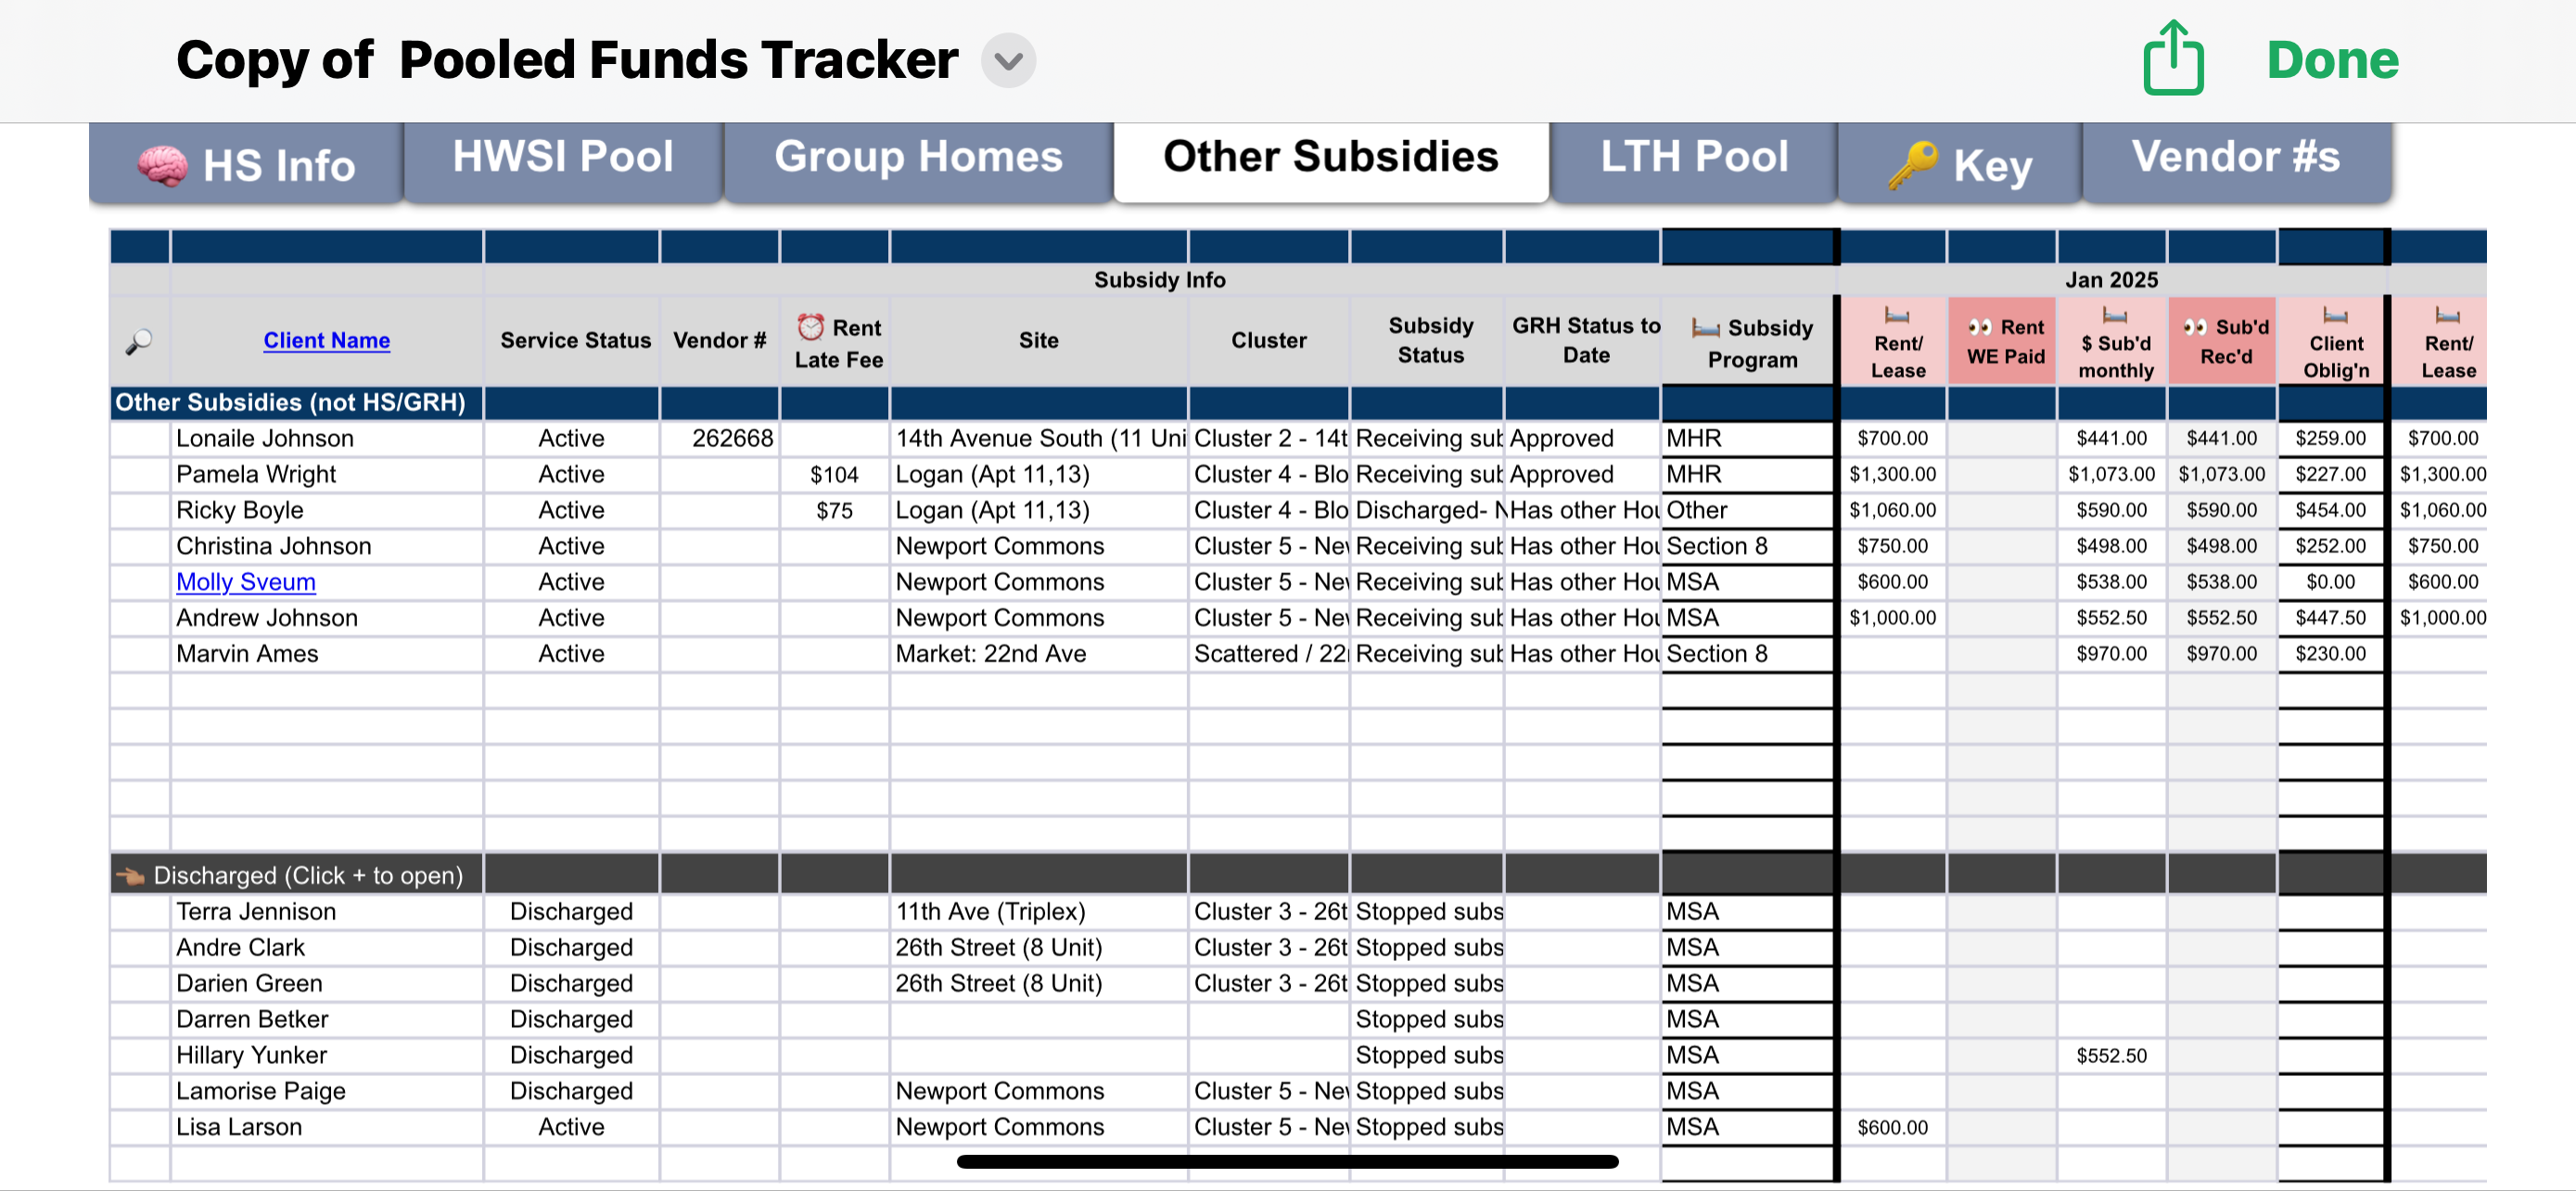 Copy of Pooled Funds Tracker
Done
🧠 HS Info HWSI Pool Group Homes Other Subsidies LTH Pool 🔑 Key Vendor #s
Subsidy Info Jan 2025
🔎 Client Name Service Status Vendor # ⏰ Rent Late Fee Site Cluster Subsidy Status GRH Status to Date 🛏️ Subsidy Program 🛏️ Rent/ Lease 👀 Rent WE Paid 🛏️ $ Sub'd monthly 👀 Sub'd Rec'd 🛏️ Client Oblig'n 🛏️ Rent/ Lease
Other Subsidies (not HS/GRH)
Lonaile Johnson Active 262668 14th Avenue South (11 Uni Cluster 2 - 14t Receiving sub Approved MHR $700.00 $441.00 $441.00 $259.00 $700.00
Pamela Wright Active $104 Logan (Apt 11,13) Cluster 4 - Blo Receiving sub Approved MHR $1,300.00 $1,073.00 $1,073.00 $227.00 $1,300.00
Ricky Boyle Active $75 Logan (Apt 11,13) Cluster 4 - Blo Discharged- N Has other Hou Other $1,060.00 $590.00 $590.00 $454.00 $1,060.00
Christina Johnson Active Newport Commons Cluster 5 - New Receiving sub Has other Hou Section 8 $750.00 $498.00 $498.00 $252.00 $750.00
Molly Sveum Active Newport Commons Cluster 5 - New Receiving sub Has other Hou MSA $600.00 $538.00 $538.00 $0.00 $600.00
Andrew Johnson Active Newport Commons Cluster 5 - New Receiving sub Has other Hou MSA $1,000.00 $552.50 $552.50 $447.50 $1,000.00
Marvin Ames Active Market: 22nd Ave Scattered / 22n Receiving sub Has other Hou Section 8 $970.00 $970.00 $230.00
👈🏽 Discharged (Click + to open)
Terra Jennison Discharged 11th Ave (Triplex) Cluster 3 - 26t Stopped subs MSA
Andre Clark Discharged 26th Street (8 Unit) Cluster 3 - 26t Stopped subs MSA
Darien Green Discharged 26th Street (8 Unit) Cluster 3 - 26t Stopped subs MSA
Darren Betker Discharged Stopped subs MSA
Hillary Yunker Discharged Stopped subs MSA $552.50
Lamorise Paige Discharged Newport Commons Cluster 5 - New Stopped subs MSA
Lisa Larson Active Newport Commons Cluster 5 - New Stopped subs MSA $600.00